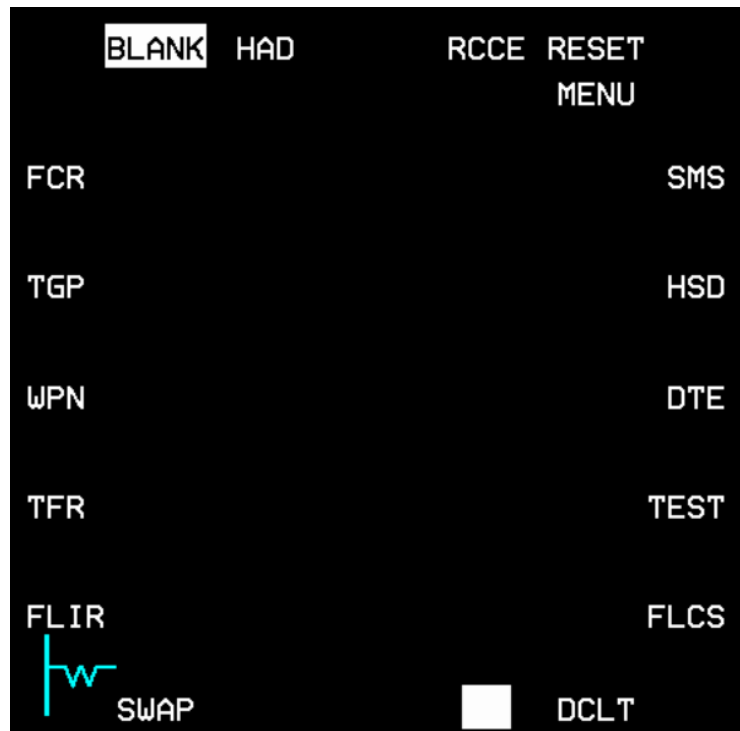 BLANK HAD RCCE RESET
MENU
FCR SMS
TGP HSD
WPN DTE
TFR TEST
FLIR FLCS
SWAP DCLT